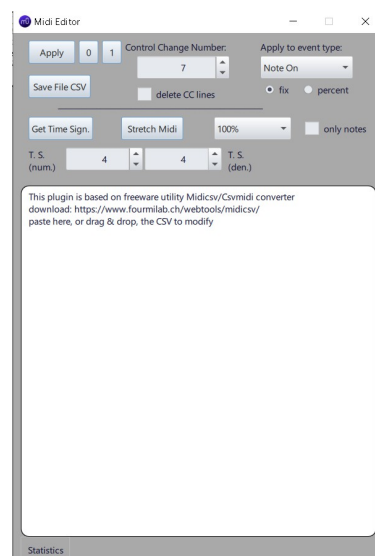 Midi Editor
Apply 0 1 Control Change Number: Apply to event type:
7 Note On
Save File CSV delete CC lines fix percent
Get Time Sign. Stretch Midi 100% only notes
T. S. (num.) 4 4 T. S. (den.)
This plugin is based on freeware utility Midicsv/Csvmidi converter
download: https://www.fourmilab.ch/webtools/midicsv/
paste here, or drag & drop, the CSV to modify
Statistics